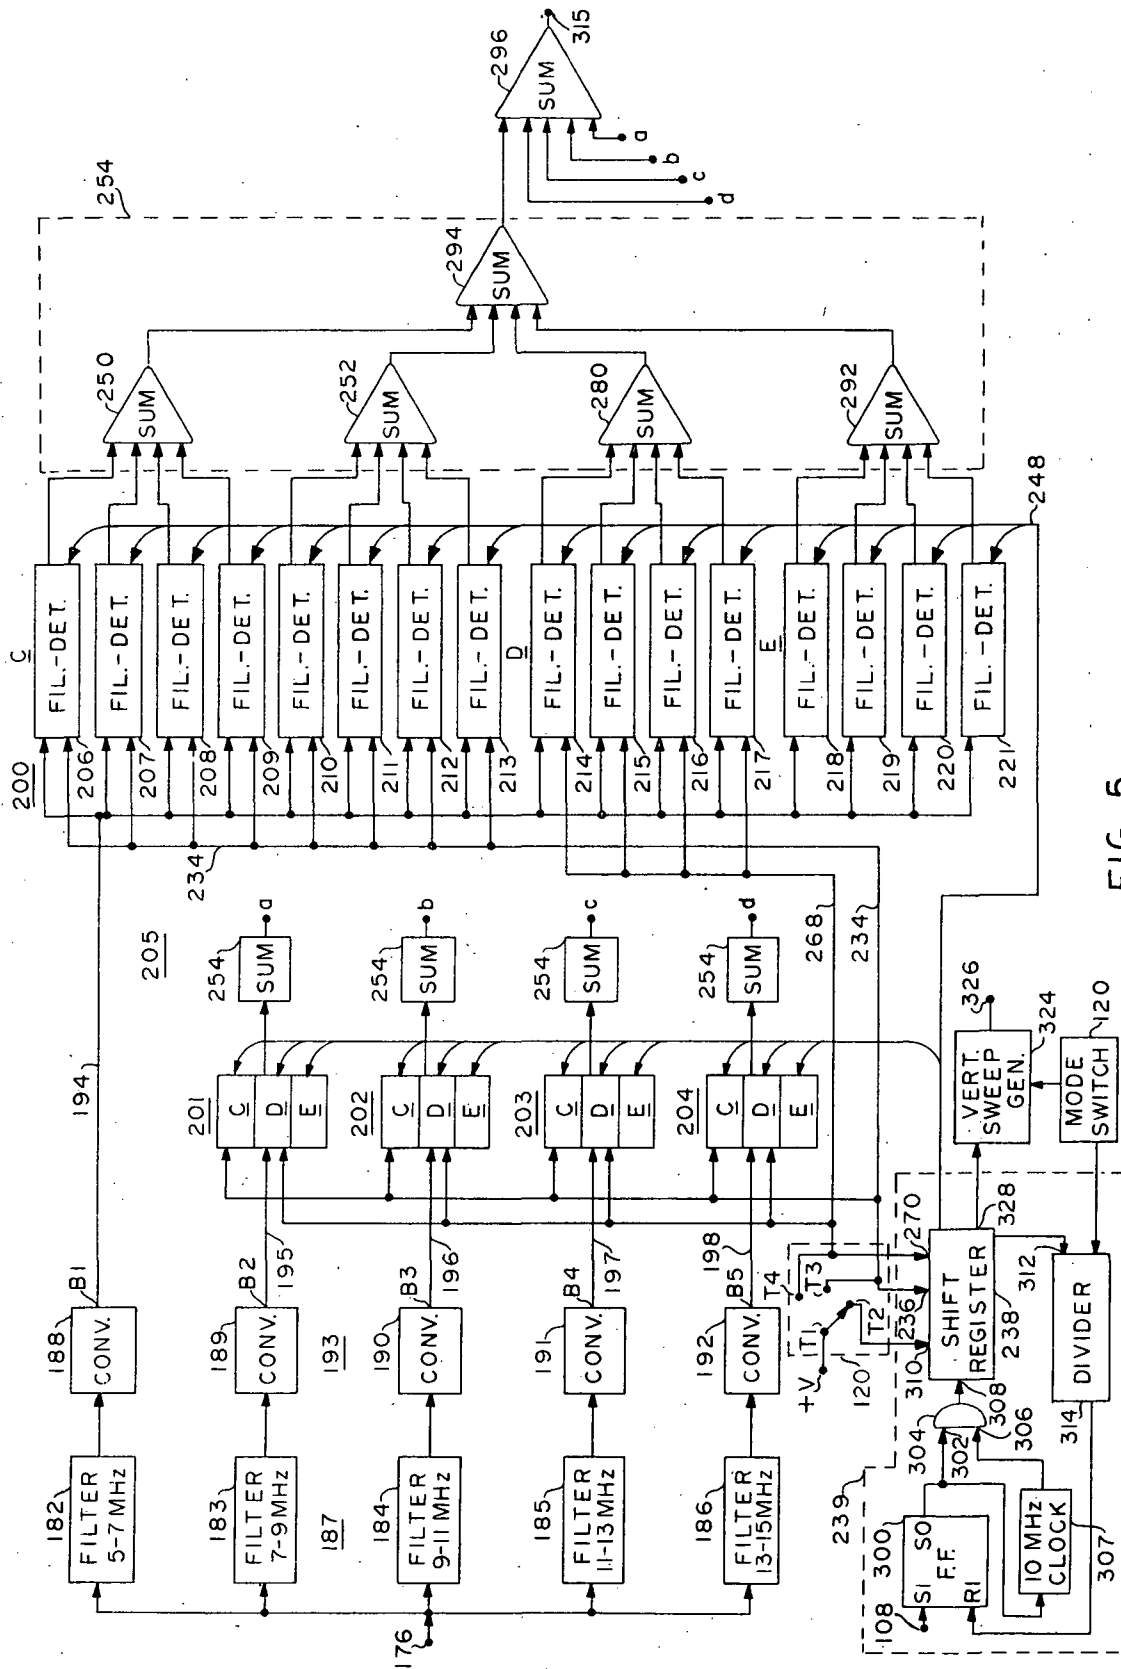 176
182
FILTER
5-7 MHz
188
CONV.
B1
194
183
FILTER
7-9 MHz
187
189
CONV.
193
B2
195
184
FILTER
9-11 MHz
190
CONV.
B3
196
185
FILTER
11-13 MHz
191
CONV.
B4
197
186
FILTER
13-15 MHz
192
CONV.
B5
198
201
C
D
E
254
SUM
a
205
202
C
D
E
254
SUM
b
203
C
D
E
254
SUM
c
204
C
D
E
254
SUM
d
200
C
FIL.-DET.
206
FIL.-DET.
207
FIL.-DET.
208
FIL.-DET.
209
FIL.-DET.
210
FIL.-DET.
211
FIL.-DET.
212
FIL.-DET.
213
D
FIL.-DET.
214
FIL.-DET.
215
FIL.-DET.
216
FIL.-DET.
217
E
FIL.-DET.
218
FIL.-DET.
219
FIL.-DET.
220
FIL.-DET.
221
234
268
234
248
254
250
SUM
252
SUM
280
SUM
292
SUM
294
SUM
296
SUM
315
a
b
c
d
+V
T1
T2
T3
T4
120
239
108
S1
SO
F.F.
R1
300
10 MHz
CLOCK
307
304
302
306
308
310
236
270
SHIFT
REGISTER
238
328
312
DIVIDER
314
VERT.
SWEEP
GEN.
324
326
MODE
SWITCH
120
FIG. 5